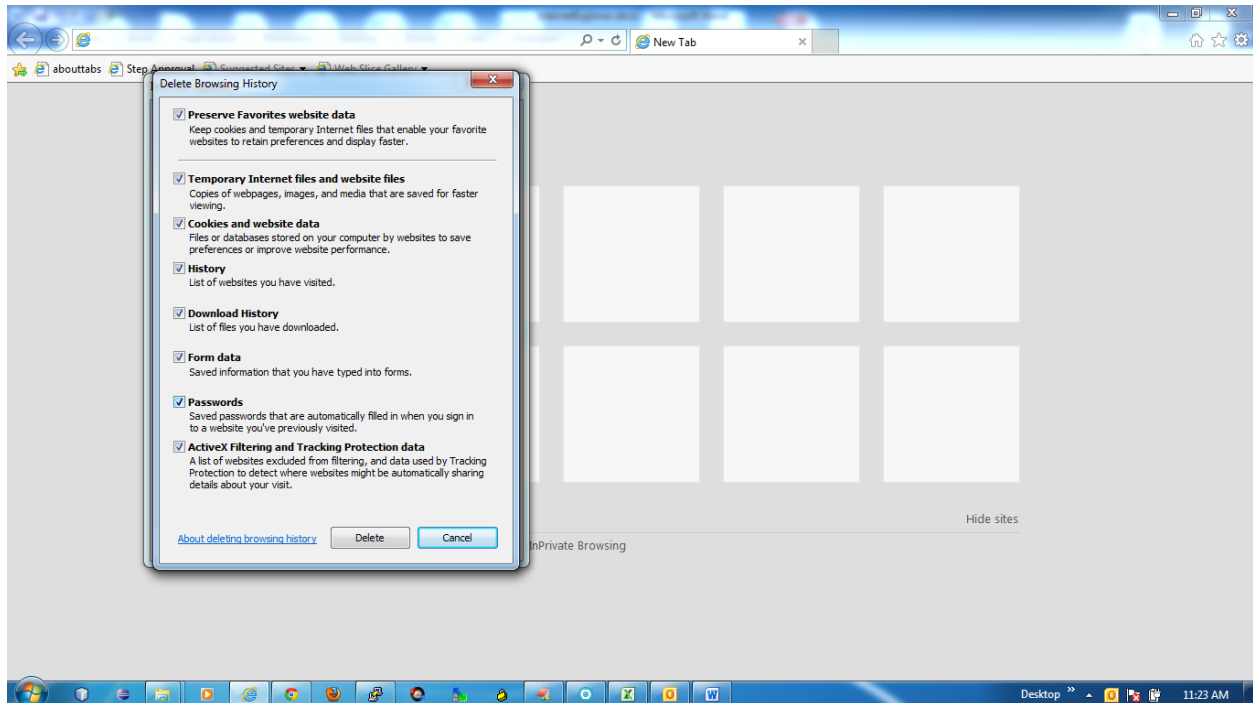 New Tab
abouttabs Step Approval Suggested Sites Web Slice Gallery
Delete Browsing History
Preserve Favorites website data
Keep cookies and temporary Internet files that enable your favorite
websites to retain preferences and display faster.
Temporary Internet files and website files
Copies of webpages, images, and media that are saved for faster
viewing.
Cookies and website data
Files or databases stored on your computer by websites to save
preferences or improve website performance.
History
List of websites you have visited.
Download History
List of files you have downloaded.
Form data
Saved information that you have typed into forms.
Passwords
Saved passwords that are automatically filled in when you sign in
to a website you've previously visited.
ActiveX Filtering and Tracking Protection data
A list of websites excluded from filtering, and data used by Tracking
Protection to detect where websites might be automatically sharing
details about your visit.
About deleting browsing history Delete Cancel
Hide sites
InPrivate Browsing
Desktop 11:23 AM